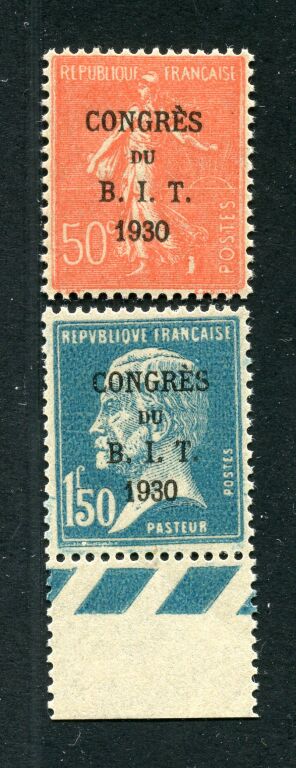 REPUBLIQUE FRANÇAISE
CONGRÈS
DU
B. I. T.
1930
50c
POSTES
REPVBLIQVE FRANÇAISE
CONGRÈS
DU
B. I. T.
1930
1f50
POSTES
PASTEUR